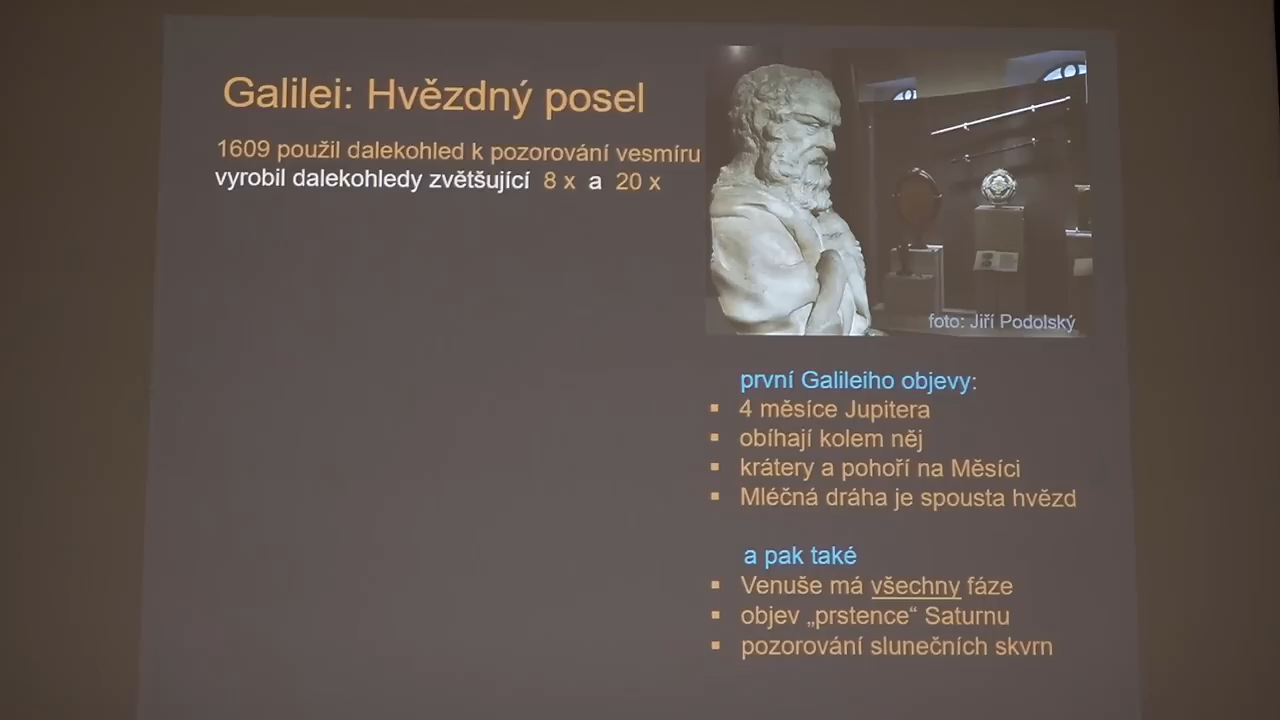 Galilei: Hvězdný posel
1609 použil dalekohled k pozorování vesmíru
vyrobil dalekohledy zvětšující 8 x a 20 x
foto: Jiří Podolský
první Galileiho objevy:
▪ 4 měsíce Jupitera
▪ obíhají kolem něj
▪ krátery a pohoří na Měsíci
▪ Mléčná dráha je spousta hvězd
a pak také
▪ Venuše má všechny fáze
▪ objev „prstence“ Saturnu
▪ pozorování slunečních skvrn